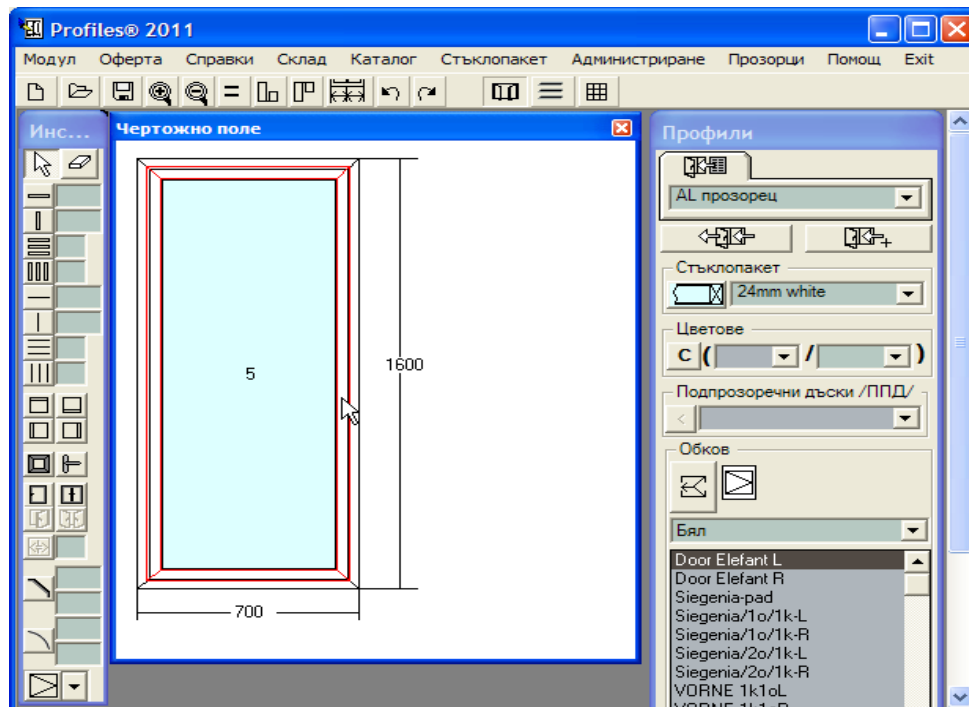 Profiles® 2011
Модул Оферта Справки Склад Каталог Стъклопакет Администриране Прозорци Помощ Exit
Инс...
Чертожно поле
5
1600
700
Профили
AL прозорец
Стъклопакет
24mm white
Цветове
C ( / )
Подпрозоречни дъски /ППД/
<
Обков
Бял
Door Elefant L
Door Elefant R
Siegenia-pad
Siegenia/1o/1k-L
Siegenia/1o/1k-R
Siegenia/2o/1k-L
Siegenia/2o/1k-R
VORNE 1k1oL
VORNE 1k1oR